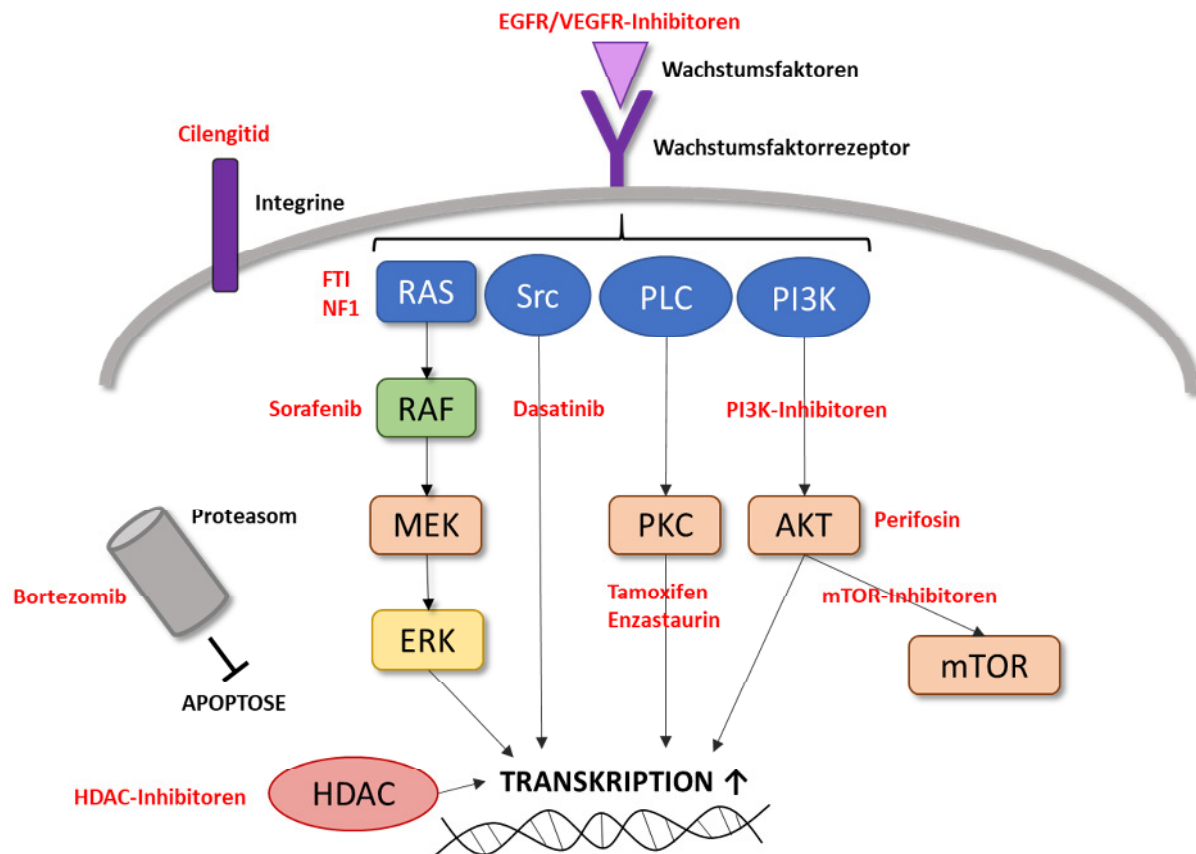 EGFR/VEGFR-Inhibitoren
Wachstumsfaktoren
Cilengitid
Wachstumsfaktorrezeptor
Integrine
FTI
NF1
RAS
Src
PLC
PI3K
Sorafenib
RAF
Dasatinib
PI3K-Inhibitoren
Proteasom
MEK
PKC
AKT
Perifosin
Bortezomib
Tamoxifen
Enzastaurin
mTOR-Inhibitoren
ERK
mTOR
APOPTOSE
HDAC-Inhibitoren
HDAC
TRANSKRIPTION ↑